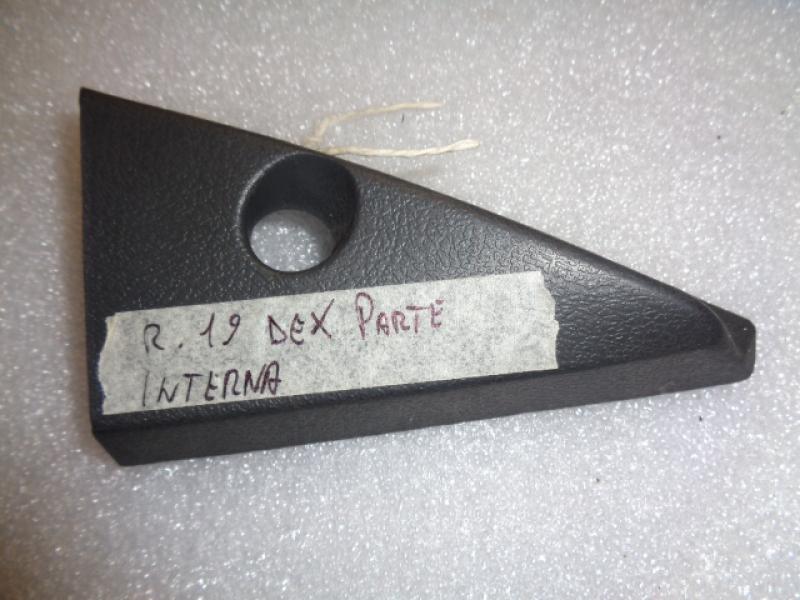 R. 19 DEX PARTE
INTERNA